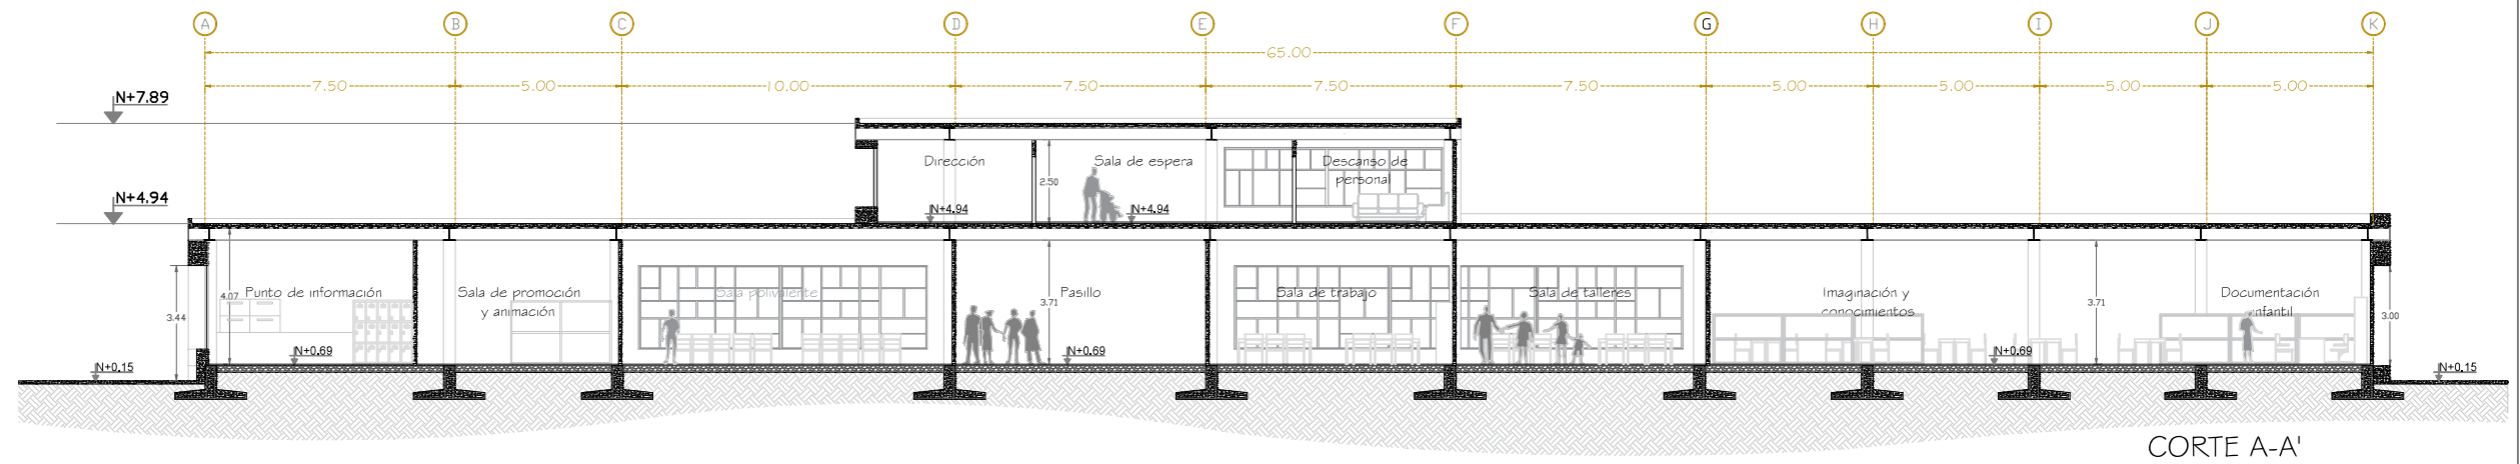 A B C D E F G H I J K
65.00
7.50 5.00 10.00 7.50 7.50 7.50 5.00 5.00 5.00 5.00
N+7.89
Dirección Sala de espera Descanso de
personal
2.50
N+4.94
N+4.94 N+4.94
Punto de información Sala de promoción Sala polivalente Pasillo Sala de trabajo Sala de talleres Imaginación y Documentación
y animación conocimientos infantil
4.07 3.71 3.71
3.44 3.00
N+0.69 N+0.69 N+0.69
N+0.15 N+0.15
CORTE A-A'